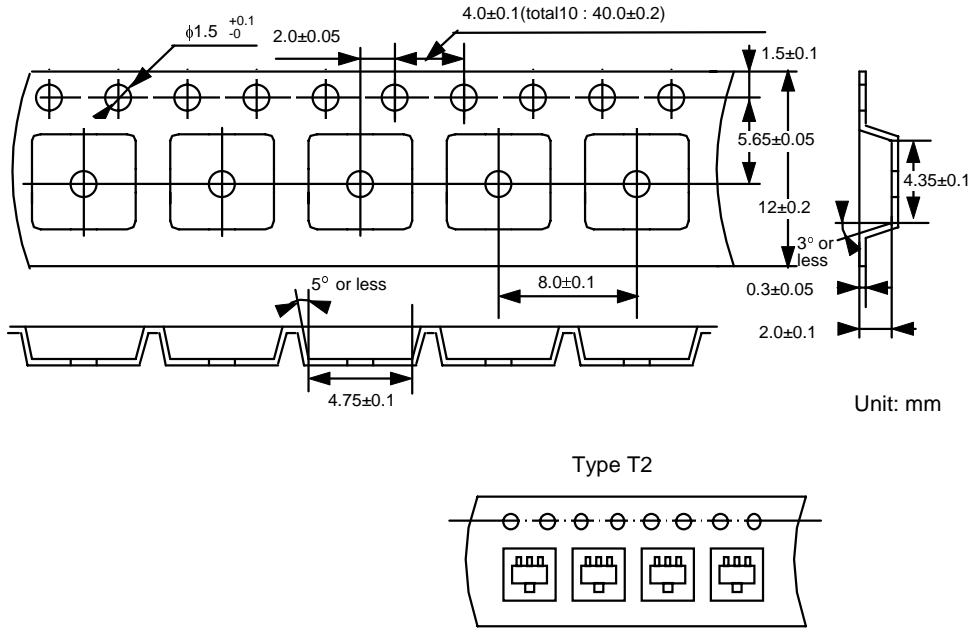 4.0±0.1(total10 : 40.0±0.2)
ϕ1.5 +0.1
-0
2.0±0.05
1.5±0.1
5.65±0.05
4.35±0.1
12±0.2
3° or
less
5° or less
8.0±0.1
0.3±0.05
2.0±0.1
4.75±0.1
Unit: mm
Type T2